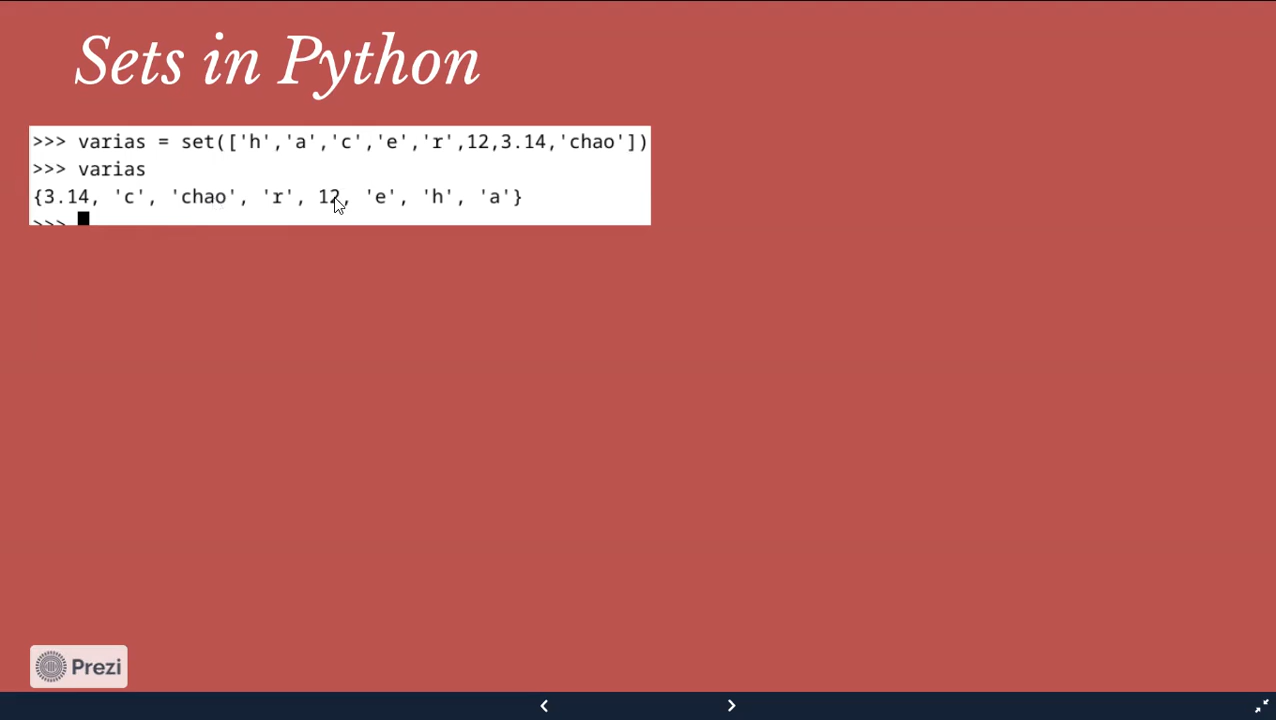 Sets in Python
>>> varias = set(['h','a','c','e','r',12,3.14,'chao'])
>>> varias
{3.14, 'c', 'chao', 'r', 12, 'e', 'h', 'a'}
>>>
Prezi